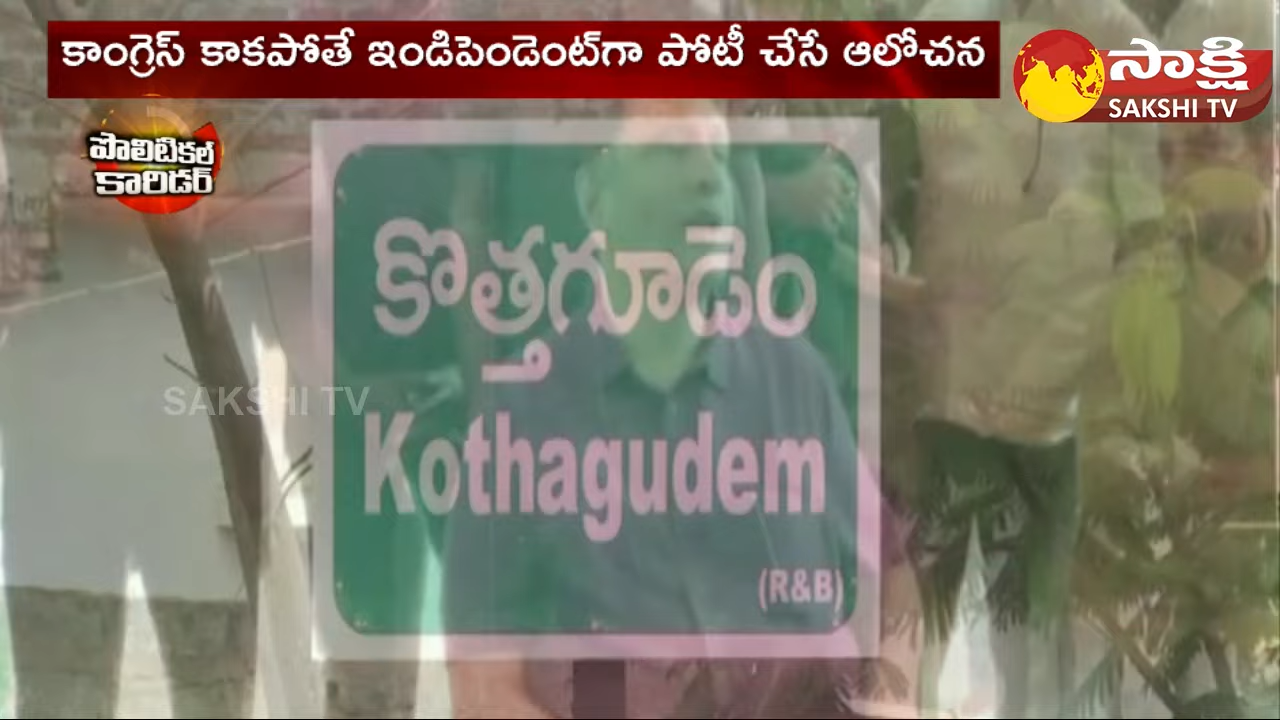 కాంగ్రెస్ కాకపోతే ఇండిపెండెంట్‌గా పోటీ చేసే ఆలోచన
సాక్షి
SAKSHI TV
పొలిటికల్
కారిడర్
కొత్తగూడెం
SAKSHI TV
Kothagudem
(R&B)